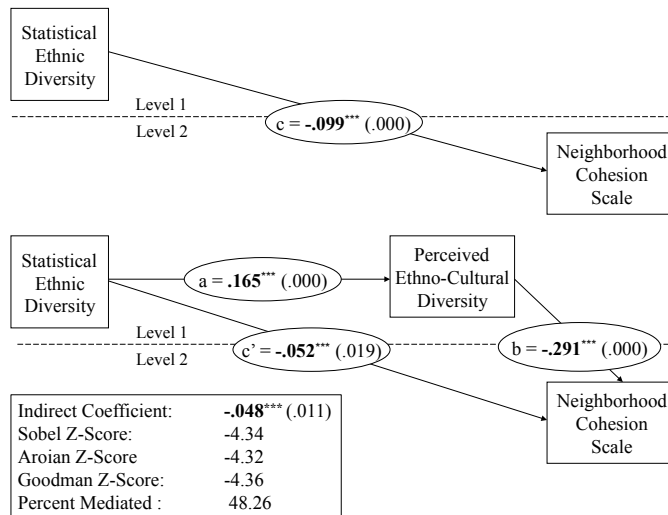 Statistical
Ethnic
Diversity
Level 1
Level 2
c = -.099*** (.000)
Neighborhood
Cohesion
Scale
Statistical
Ethnic
Diversity
a = .165*** (.000)
Perceived
Ethno-Cultural
Diversity
Level 1
Level 2
c' = -.052*** (.019)
b = -.291*** (.000)
Neighborhood
Cohesion
Scale
Indirect Coefficient: -.048*** (.011)
Sobel Z-Score: -4.34
Aroian Z-Score -4.32
Goodman Z-Score: -4.36
Percent Mediated : 48.26